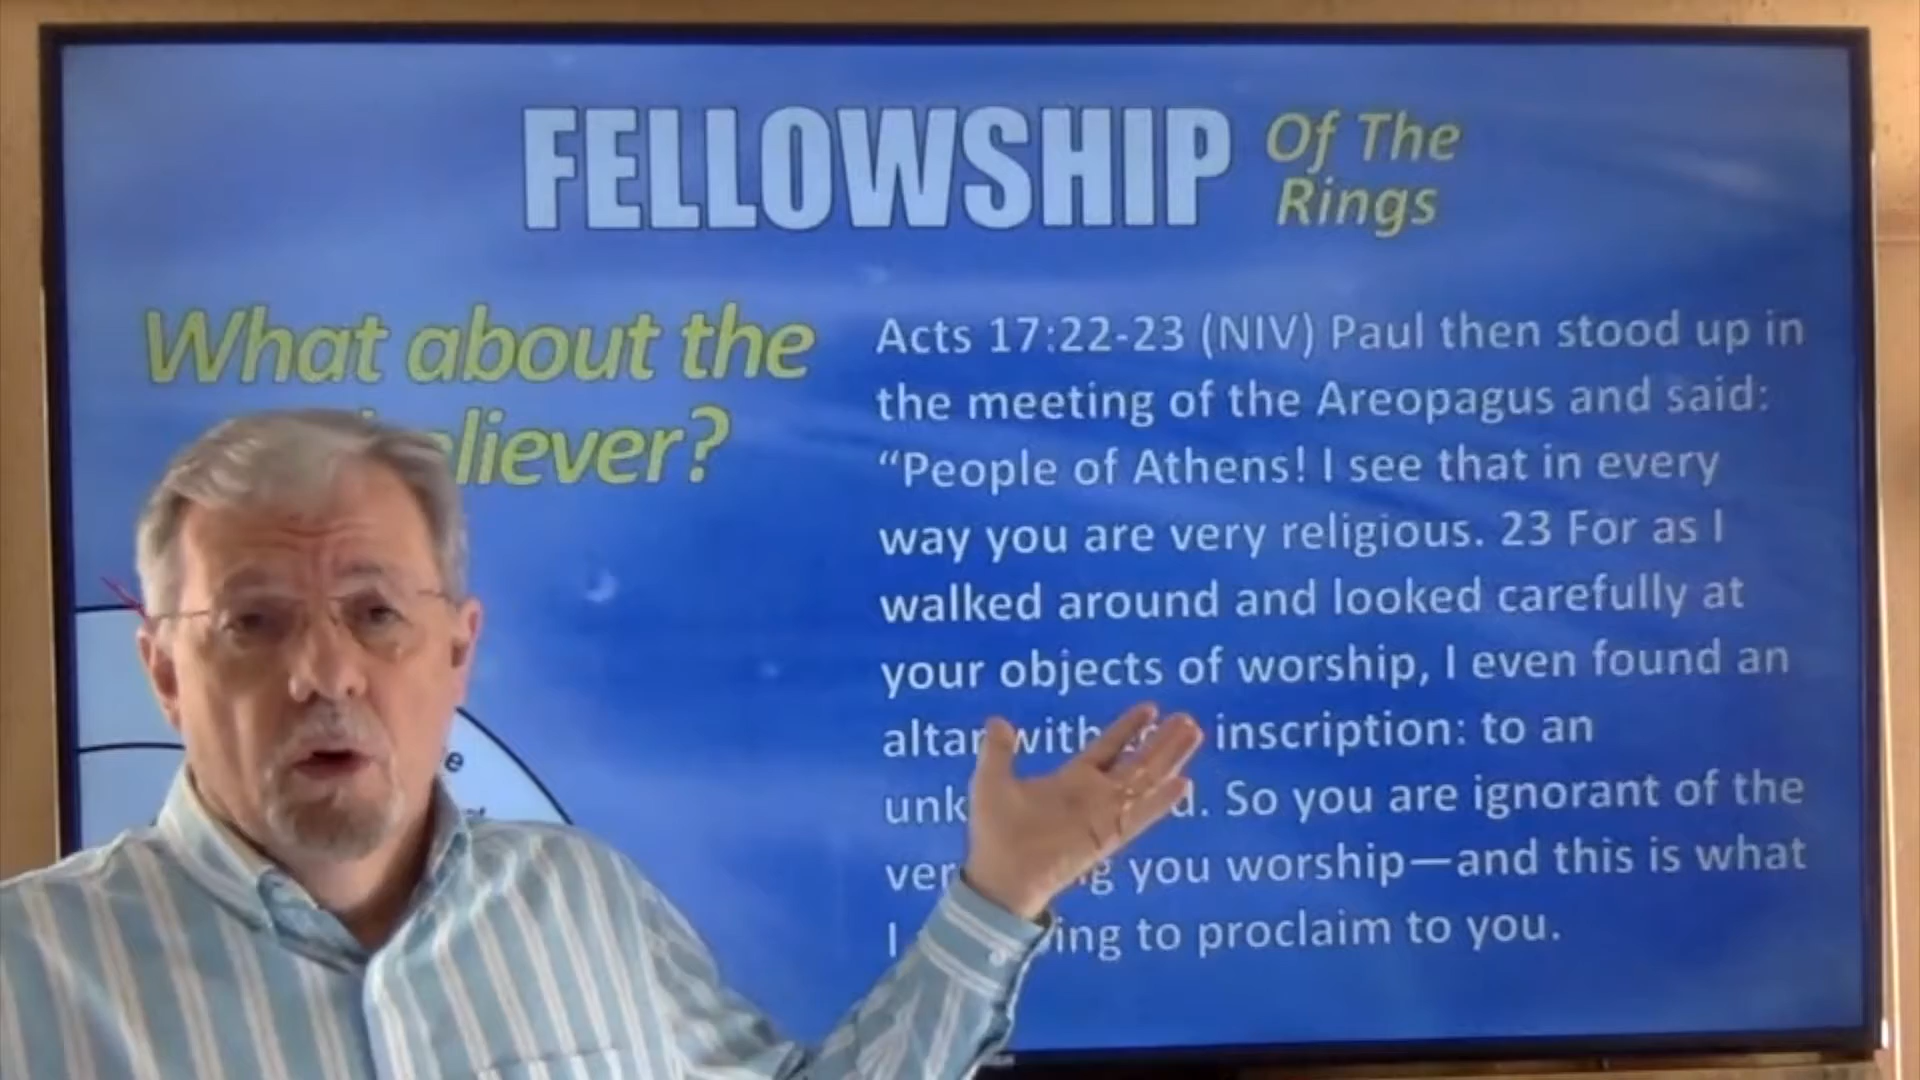 FELLOWSHIP Of The
Rings
What about the
liever?
Acts 17:22-23 (NIV) Paul then stood up in
the meeting of the Areopagus and said:
“People of Athens! I see that in every
way you are very religious. 23 For as I
walked around and looked carefully at
your objects of worship, I even found an
altar with inscription: to an
So you are ignorant of the
you worship—and this is what
I to proclaim to you.